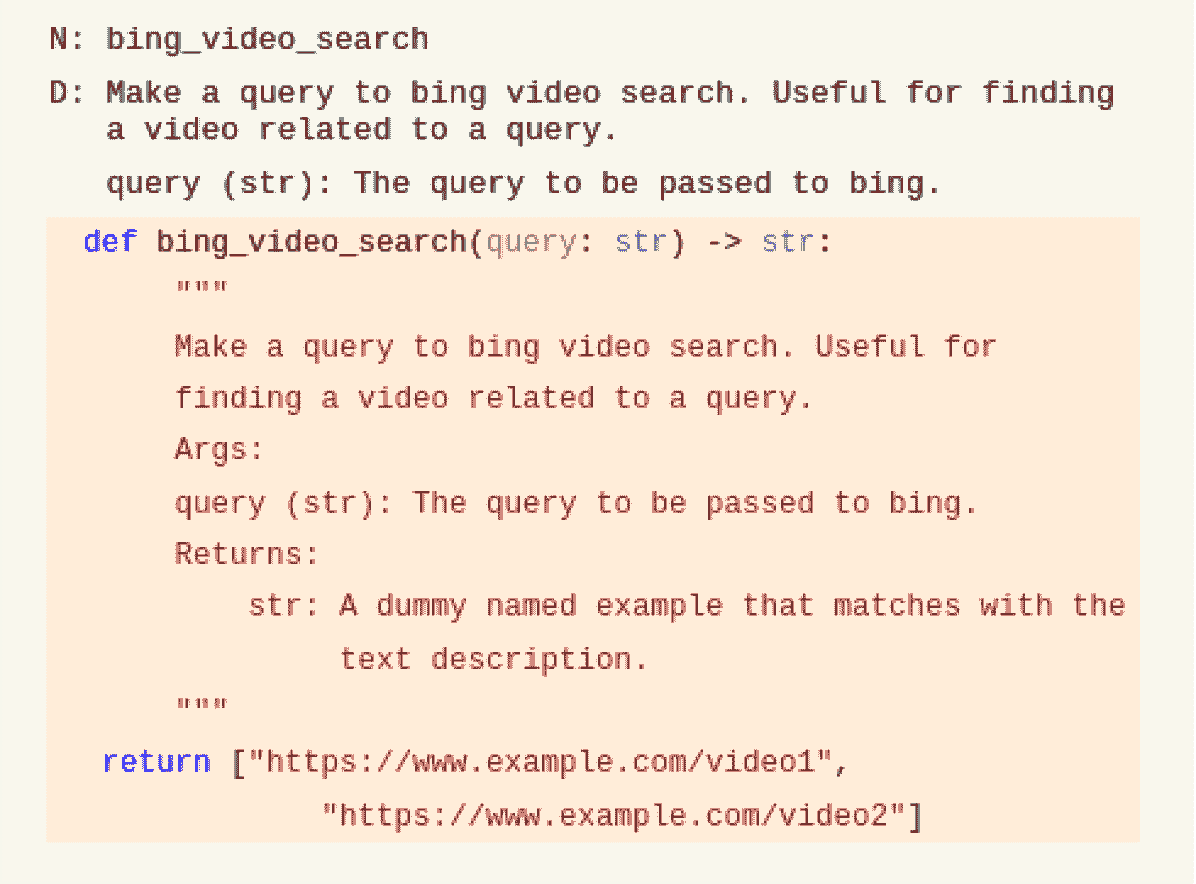 N: bing_video_search
D: Make a query to bing video search. Useful for finding
a video related to a query.
query (str): The query to be passed to bing.
def bing_video_search(query: str) -> str:
"""
Make a query to bing video search. Useful for
finding a video related to a query.
Args:
query (str): The query to be passed to bing.
Returns:
str: A dummy named example that matches with the
text description.
"""
return ["https://www.example.com/video1",
"https://www.example.com/video2"]